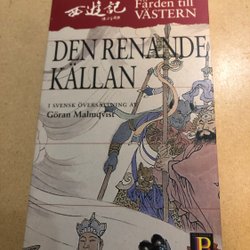 西遊記
Färden till
VÄSTERN
DEN RENANDE
KÄLLAN
I SVENSK ÖVERSÄTTNING AV
Göran Malmqvist
P